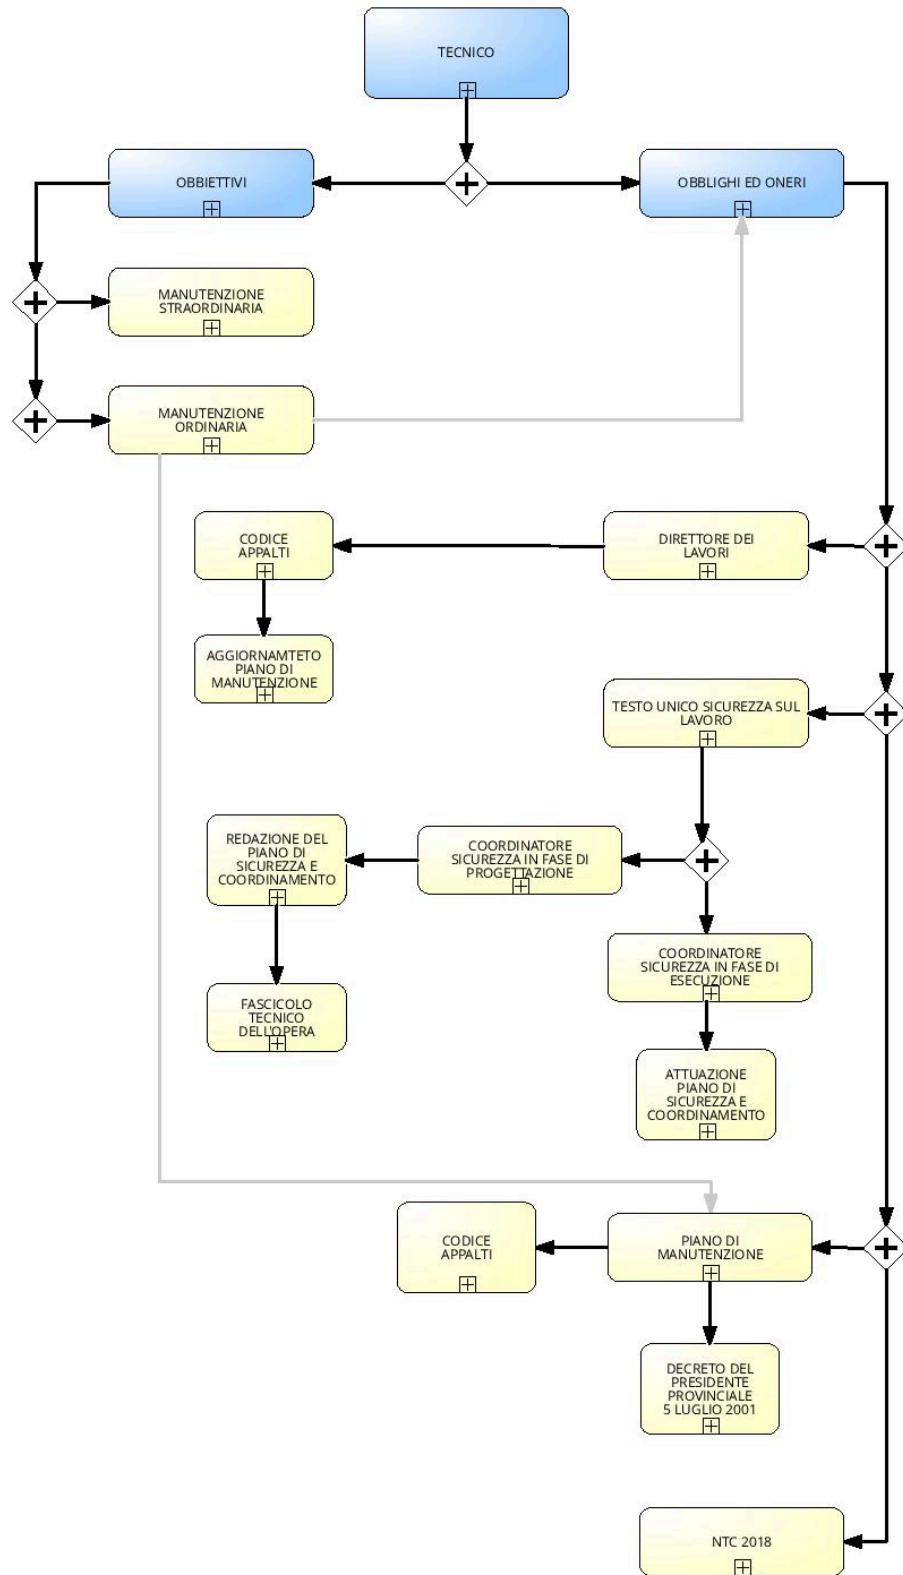 TECNICO
OBBIETTIVI
OBBLIGHI ED ONERI
MANUTENZIONE
STRAORDINARIA
MANUTENZIONE
ORDINARIA
CODICE
APPALTI
DIRETTORE DEI
LAVORI
AGGIORNAMTETO
PIANO DI
MANUTENZIONE
TESTO UNICO SICUREZZA SUL
LAVORO
REDAZIONE DEL
PIANO DI
SICUREZZA E
COORDINAMENTO
COORDINATORE
SICUREZZA IN FASE DI
PROGETTAZIONE
COORDINATORE
SICUREZZA IN FASE DI
ESECUZIONE
FASCICOLO
TECNICO
DELL'OPERA
ATTUAZIONE
PIANO DI
SICUREZZA E
COORDINAMENTO
CODICE
APPALTI
PIANO DI
MANUTENZIONE
DECRETO DEL
PRESIDENTE
PROVINCIALE
5 LUGLIO 2001
NTC 2018